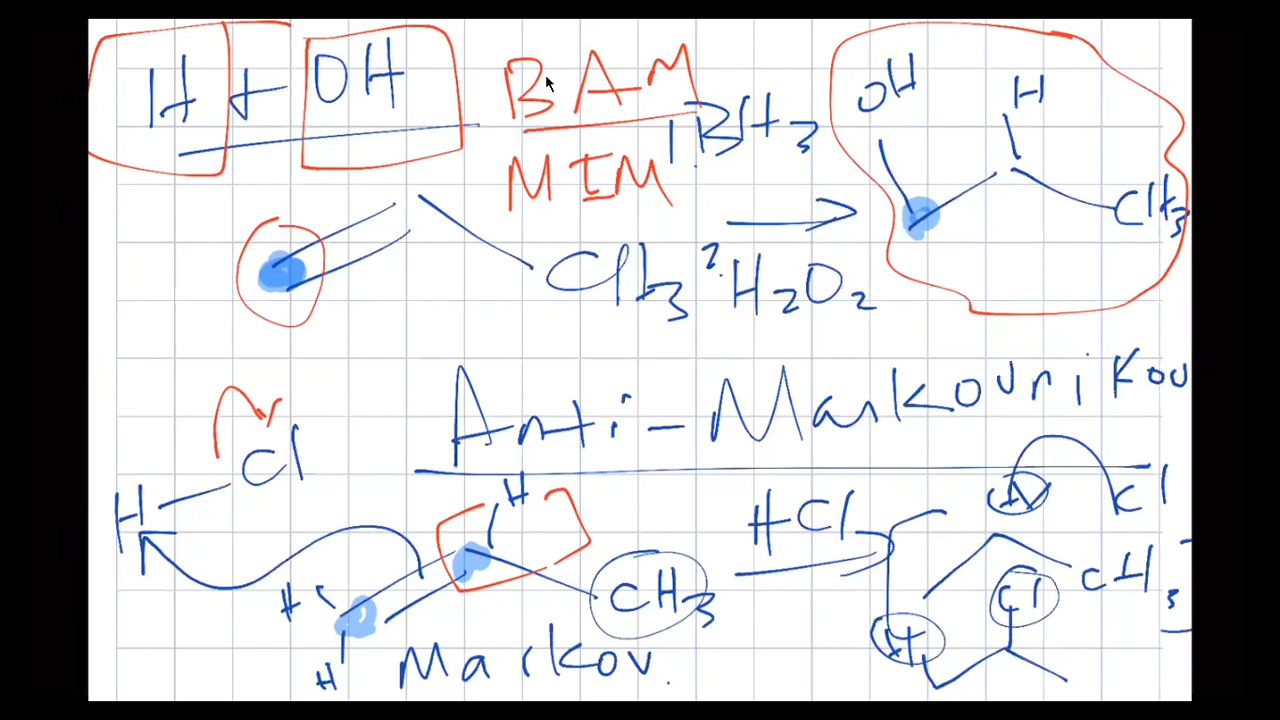 H + OH
BAM
MIM
1. BH3
2. H2O2
OH H
CH3
CH3
Anti-Markovnikov
H Cl
H
H
H
CH3
HCl
H Cl
CH3
Cl
H
Markov.